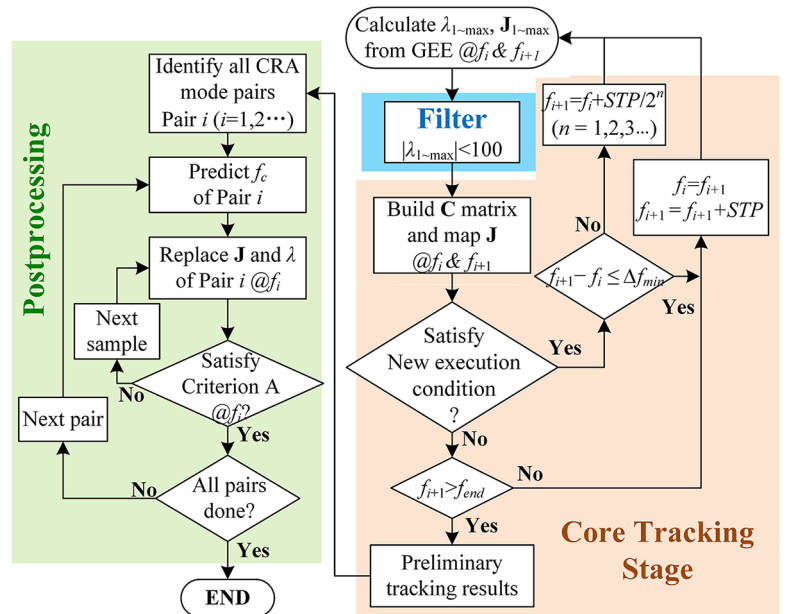 Calculate λ₁~max, J₁~max
from GEE @fᵢ & fᵢ₊₁
Filter
|λ₁~max|<100
Build C matrix
and map J
@fᵢ & fᵢ₊₁
Satisfy
New execution
condition
?
Yes
No
fᵢ₊₁−fᵢ ≤ Δfmin
No
Yes
fᵢ₊₁=fᵢ+STP/2ⁿ
(n = 1,2,3...)
fᵢ=fᵢ₊₁
fᵢ₊₁ = fᵢ₊₁+STP
fᵢ₊₁>fend
No
Yes
Preliminary
tracking results
Core Tracking
Stage
Postprocessing
Identify all CRA
mode pairs
Pair i (i=1,2⋯)
Predict fc
of Pair i
Replace J and λ
of Pair i @fᵢ
Next
sample
Satisfy
Criterion A
@fᵢ?
No
Yes
Next pair
All pairs
done?
No
Yes
END